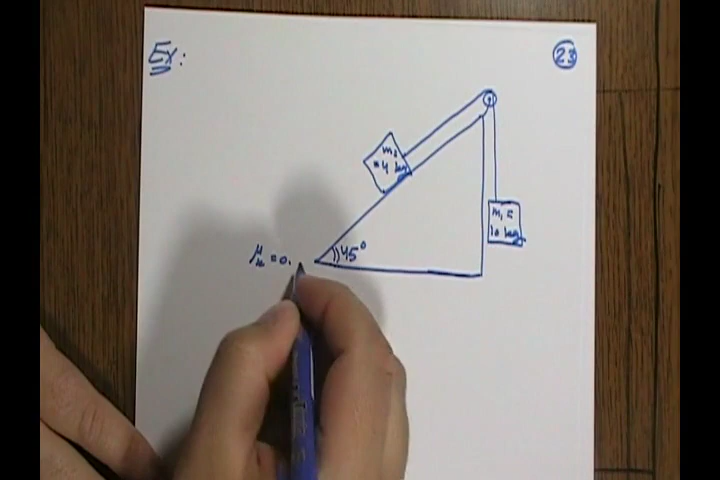 Ex:
23
m₂
=4 kg
m₁ =
10 kg
45°
μₖ = 0.